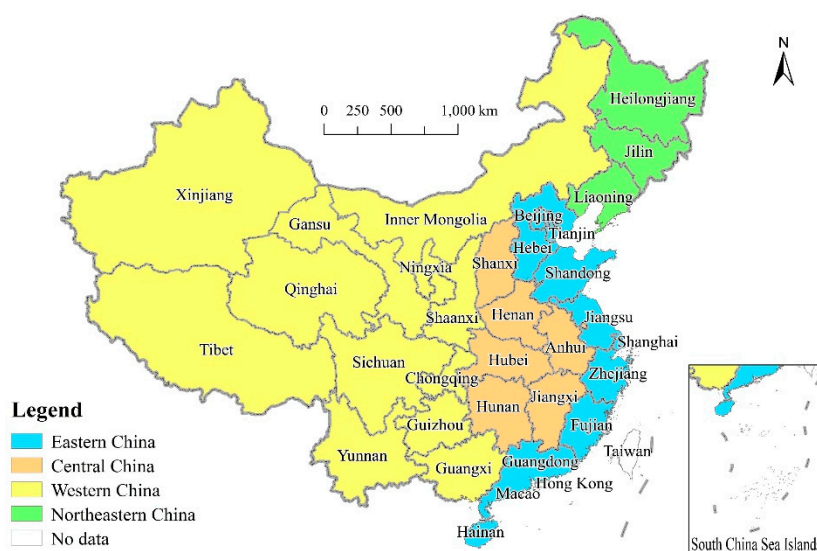 N
0 250 500 1,000 km
Heilongjiang
Jilin
Liaoning
Xinjiang
Gansu
Inner Mongolia
Beijing
Tianjin
Hebei
Shanxi
Ningxia
Shandong
Qinghai
Shaanxi
Henan
Jiangsu
Shanghai
Anhui
Tibet
Sichuan
Hubei
Chongqing
Zhejiang
Hunan
Jiangxi
Guizhou
Fujian
Yunnan
Guangxi
Guangdong
Taiwan
Hong Kong
Macao
Hainan
Legend
Eastern China
Central China
Western China
Northeastern China
No data
South China Sea Island